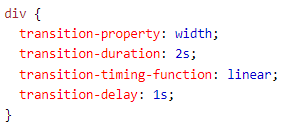 div {
  transition-property: width;
  transition-duration: 2s;
  transition-timing-function: linear;
  transition-delay: 1s;
}